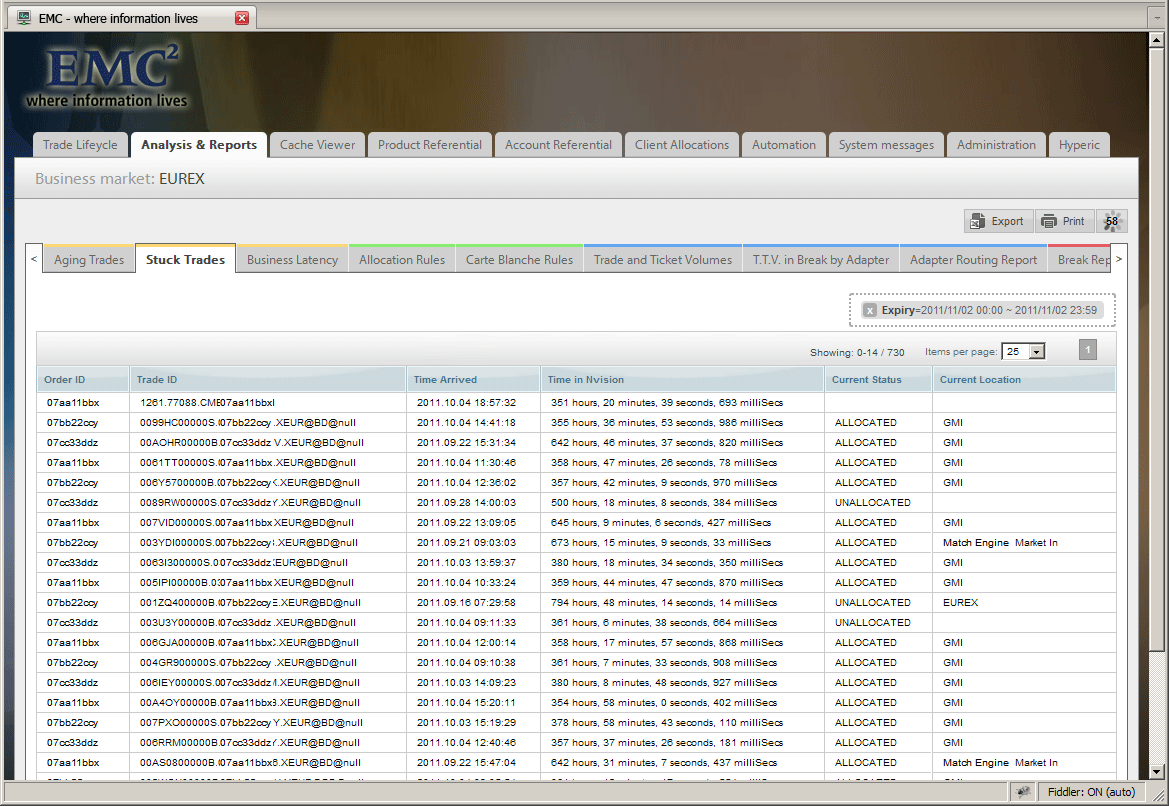 EMC - where information lives
EMC2
where information lives
Trade Lifeycle Analysis & Reports Cache Viewer Product Referential Account Referential Client Allocations Automation System messages Administration Hyperic
Business market: EUREX
Export Print 58
< Aging Trades Stuck Trades Business Latency Allocation Rules Carte Blanche Rules Trade and Ticket Volumes T.T.V. in Break by Adapter Adapter Routing Report Break Rep >
x Expiry=2011/11/02 00:00 ~ 2011/11/02 23:59
Showing: 0-14 / 730 Items per page: 25 1
Order ID Trade ID Time Arrived Time in Nvision Current Status Current Location
07aa11bbx 1261.77088.CME07aa11bbx 2011.10.04 18:57:32 351 hours, 20 minutes, 39 seconds, 693 milliSecs
07bb22ccy 0099HC00000S.07bb22ccy.XEUR@BD@null 2011.10.04 14:41:18 355 hours, 36 minutes, 53 seconds, 986 milliSecs ALLOCATED GMI
07cc33ddz 00AOHR00000B.07cc33ddz V.XEUR@BD@null 2011.09.22 15:31:34 642 hours, 46 minutes, 37 seconds, 820 milliSecs ALLOCATED GMI
07aa11bbx 0061TT00000S.07aa11bbx.XEUR@BD@null 2011.10.04 11:30:46 358 hours, 47 minutes, 26 seconds, 78 milliSecs ALLOCATED GMI
07bb22ccy 006Y5700000B.07bb22ccy.XEUR@BD@null 2011.10.04 12:36:02 357 hours, 42 minutes, 9 seconds, 970 milliSecs ALLOCATED GMI
07cc33ddz 0089RW00000S.07cc33ddz.XEUR@BD@null 2011.09.28 14:00:03 500 hours, 18 minutes, 8 seconds, 384 milliSecs UNALLOCATED
07aa11bbx 007VID00000S.07aa11bbx XEUR@BD@null 2011.09.22 13:09:05 645 hours, 9 minutes, 6 seconds, 427 milliSecs ALLOCATED GMI
07bb22ccy 003YDI00000S.07bb22ccy.XEUR@BD@null 2011.09.21 09:03:03 673 hours, 15 minutes, 9 seconds, 33 milliSecs ALLOCATED Match Engine Market In
07cc33ddz 0063I300000S.07cc33ddz EUR@BD@null 2011.10.03 13:59:37 380 hours, 18 minutes, 34 seconds, 350 milliSecs ALLOCATED GMI
07aa11bbx 005IPI00000B.07aa11bbx XEUR@BD@null 2011.10.04 10:33:24 359 hours, 44 minutes, 47 seconds, 870 milliSecs ALLOCATED GMI
07bb22ccy 001ZQ400000B.07bb22ccy.XEUR@BD@null 2011.09.16 07:29:58 794 hours, 48 minutes, 14 seconds, 14 milliSecs UNALLOCATED EUREX
07cc33ddz 003U3Y00000B.07cc33ddz .XEUR@BD@null 2011.10.04 09:11:33 361 hours, 6 minutes, 38 seconds, 664 milliSecs UNALLOCATED
07aa11bbx 006GJA00000B.07aa11bbx.XEUR@BD@null 2011.10.04 12:00:14 358 hours, 17 minutes, 57 seconds, 868 milliSecs ALLOCATED GMI
07bb22ccy 004GR900000S.07bb22ccy .XEUR@BD@null 2011.10.04 09:10:38 361 hours, 7 minutes, 33 seconds, 908 milliSecs ALLOCATED GMI
07cc33ddz 006IEY00000S.07cc33ddz.XEUR@BD@null 2011.10.03 14:09:23 380 hours, 8 minutes, 48 seconds, 927 milliSecs ALLOCATED GMI
07aa11bbx 00A4OY00000B.07aa11bbx.XEUR@BD@null 2011.10.04 15:20:11 354 hours, 58 minutes, 0 seconds, 402 milliSecs ALLOCATED GMI
07bb22ccy 007PXO00000S.07bb22ccy Y.XEUR@BD@null 2011.10.03 15:19:29 378 hours, 58 minutes, 43 seconds, 110 milliSecs ALLOCATED GMI
07cc33ddz 006RRM00000B.07cc33ddz.XEUR@BD@null 2011.10.04 12:40:46 357 hours, 37 minutes, 26 seconds, 181 milliSecs ALLOCATED GMI
07aa11bbx 00AS0800000B.07aa11bbx6.XEUR@BD@null 2011.09.22 15:47:04 642 hours, 31 minutes, 7 seconds, 437 milliSecs ALLOCATED Match Engine Market In
Fiddler: ON (auto)